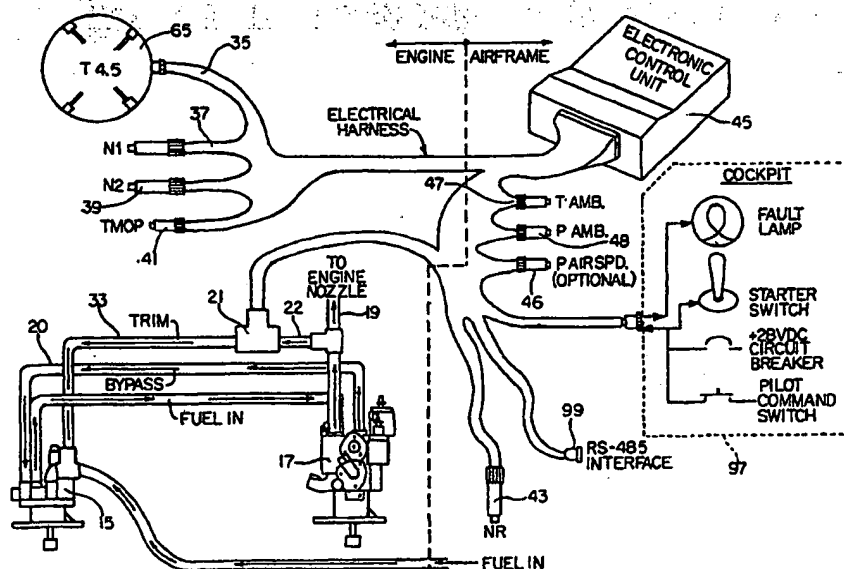 65
T 4.5
35
ENGINE
AIRFRAME
ELECTRONIC
CONTROL
UNIT
45
ELECTRICAL
HARNESS
37
N1
N2
39
TMOP
41
47
T AMB.
P AMB.
48
P AIRSPD.
(OPTIONAL)
46
COCKPIT
FAULT
LAMP
STARTER
SWITCH
+28VDC
CIRCUIT
BREAKER
PILOT
COMMAND
SWITCH
97
TO
ENGINE
NOZZLE
21
22
19
33
TRIM
20
BYPASS
FUEL IN
17
15
99
RS-485
INTERFACE
43
NR
FUEL IN